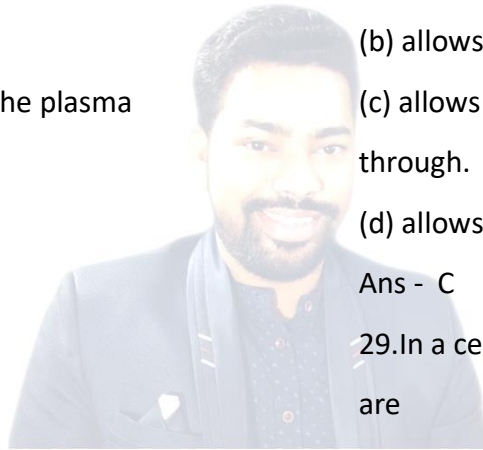 (b) allows
he plasma
(c) allows
through.
(d) allows
Ans - C
29.In a ce
are